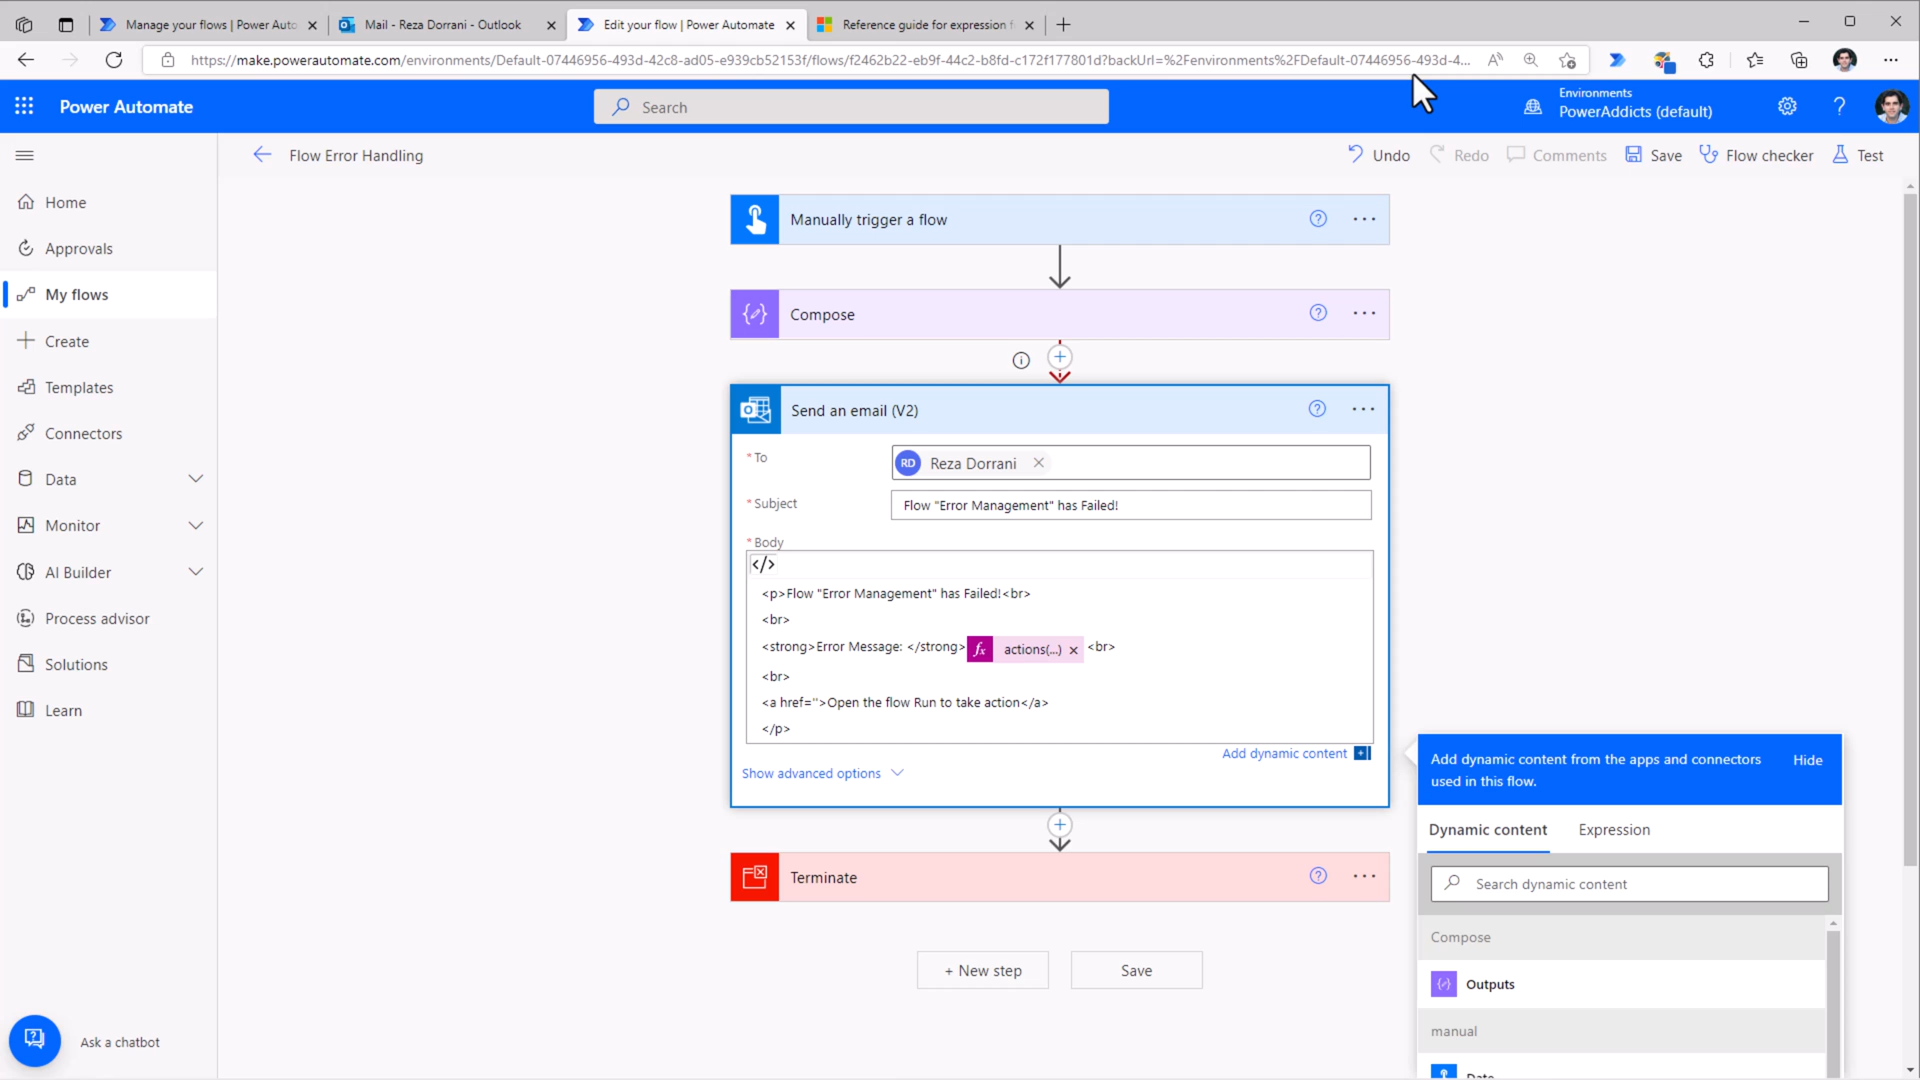 Manage your flows | Power Auto
Mail - Reza Dorrani - Outlook
Edit your flow | Power Automate
Reference guide for expression f
https://make.powerautomate.com/environments/Default-07446956-493d-42c8-ad05-e939cb52153f/flows/f2462b22-eb9f-44c2-b8fd-c172f177801d?backUrl=%2Fenvironments%2FDefault-07446956-493d-4...
Power Automate
Search
Environments
PowerAddicts (default)
Flow Error Handling
Undo
Redo
Comments
Save
Flow checker
Test
Home
Approvals
My flows
Create
Templates
Connectors
Data
Monitor
AI Builder
Process advisor
Solutions
Learn
Ask a chatbot
Manually trigger a flow
Compose
Send an email (V2)
* To
RD Reza Dorrani
* Subject
Flow "Error Management" has Failed!
* Body
</>
<p>Flow "Error Management" has Failed!<br>
<br>
<strong>Error Message: </strong> fx actions(...) × <br>
<br>
<a href=''>Open the flow Run to take action</a>
</p>
Add dynamic content
Show advanced options
Terminate
+ New step
Save
Add dynamic content from the apps and connectors
used in this flow.
Hide
Dynamic content
Expression
Search dynamic content
Compose
Outputs
manual
Date